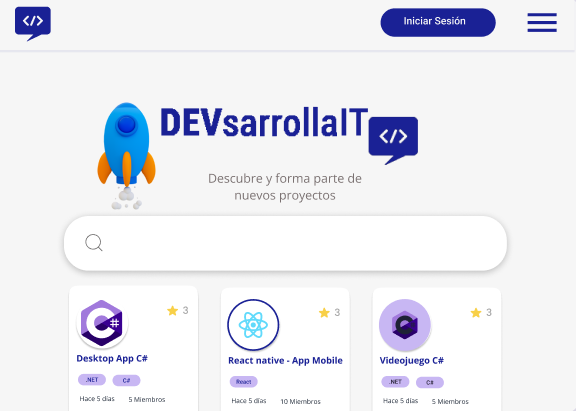 </>
Iniciar Sesión
DEVsarrollaIT
</>
Descubre y forma parte de
nuevos proyectos
C#
3
Desktop App C#
.NET
C#
Hace 5 días
5 Miembros
3
React native - App Mobile
React
Hace 5 días
10 Miembros
C
3
Videojuego C#
.NET
C#
Hace 5 días
5 Miembros